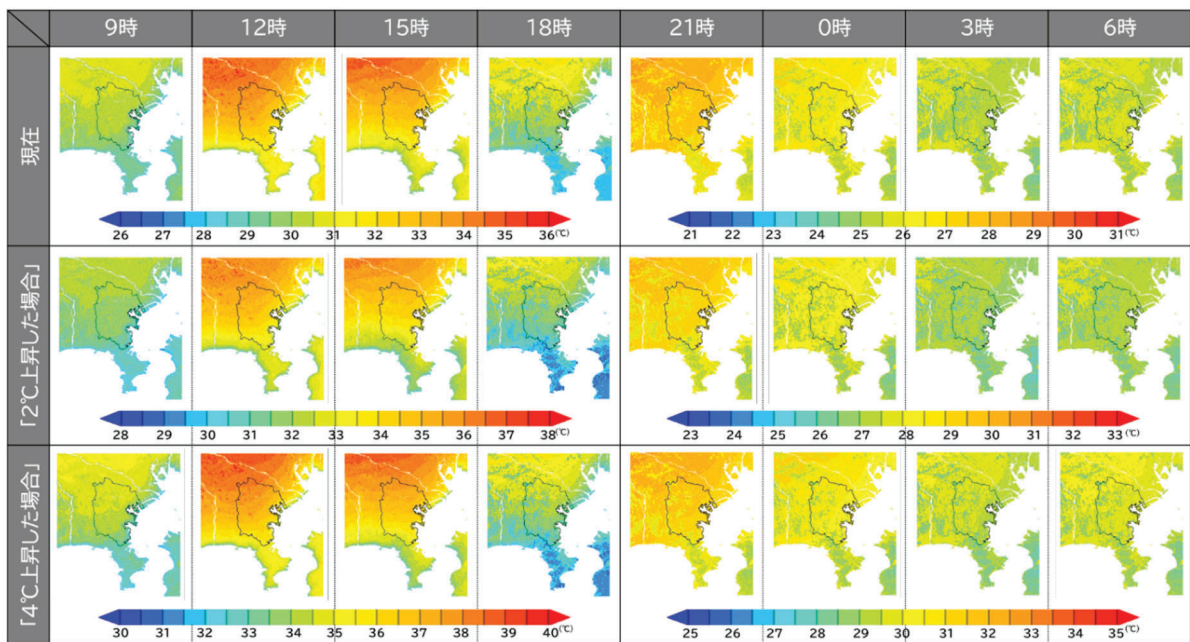 9時 12時 15時 18時 21時 0時 3時 6時
現在
26 27 28 29 30 31 32 33 34 35 36(℃)
21 22 23 24 25 26 27 28 29 30 31(℃)
「2℃上昇した場合」
28 29 30 31 32 33 34 35 36 37 38(℃)
23 24 25 26 27 28 29 30 31 32 33(℃)
「4℃上昇した場合」
30 31 32 33 34 35 36 37 38 39 40(℃)
25 26 27 28 29 30 31 32 33 34 35(℃)